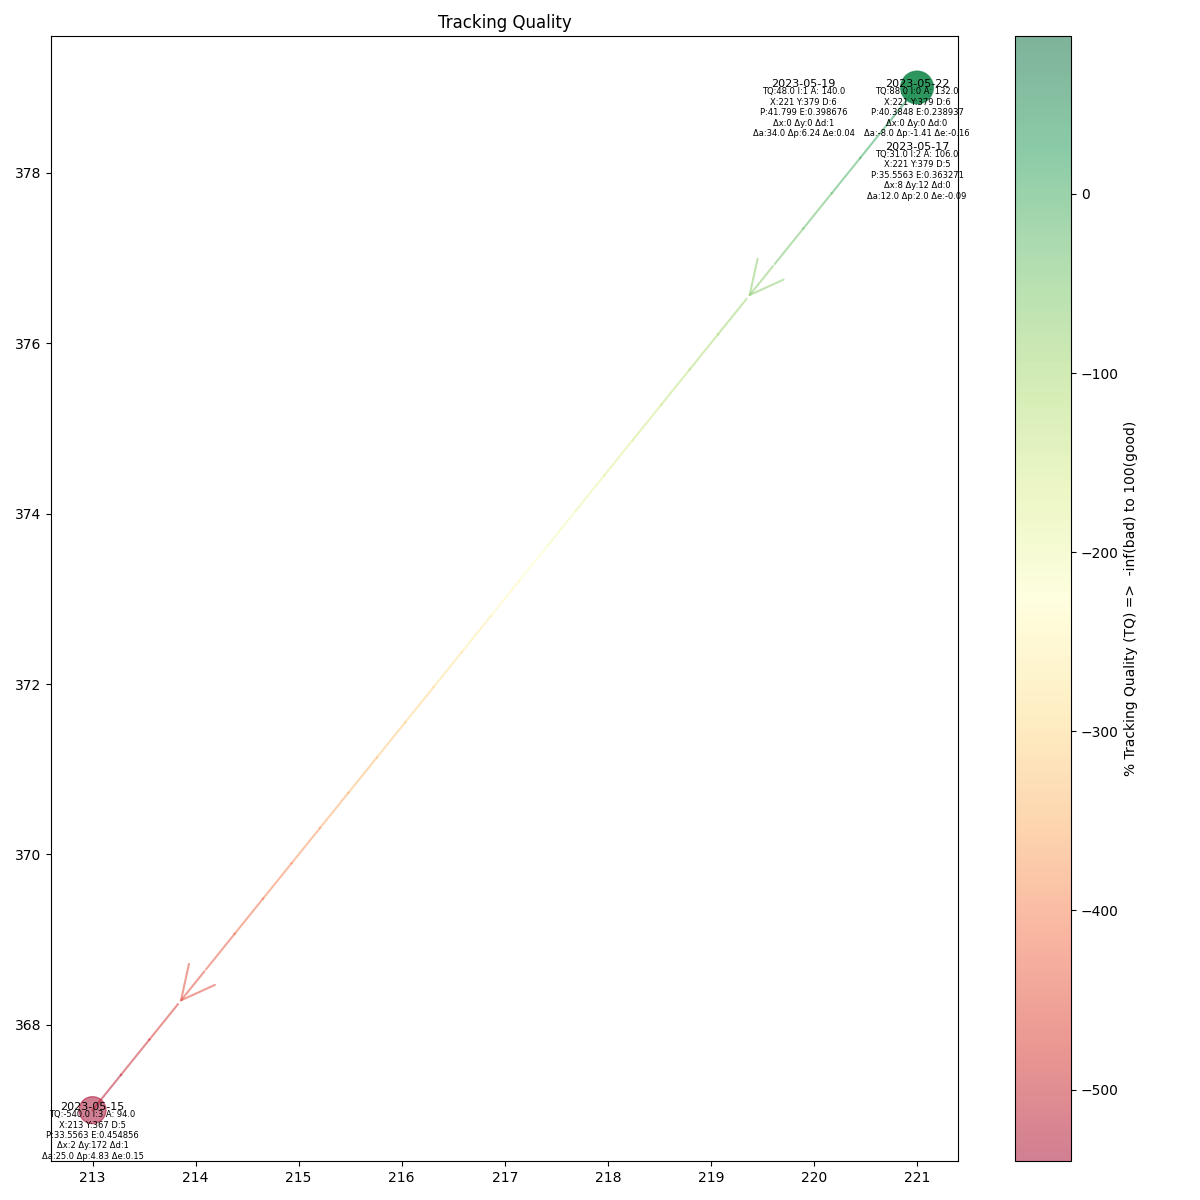 Tracking Quality
2023-05-19
TQ:48.0 I:1 A: 140.0
X:221 Y:379 D:6
P:41.799 E:0.398676
Δx:0 Δy:0 Δd:1
Δa:34.0 Δp:6.24 Δe:0.04
2023-05-22
TQ:88.0 I:0 A: 132.0
X:221 Y:379 D:6
P:40.3848 E:0.238937
Δx:0 Δy:0 Δd:0
Δa:-8.0 Δp:-1.41 Δe:-0.16
2023-05-17
TQ:31.0 I:2 A: 106.0
X:221 Y:379 D:5
P:35.5563 E:0.363271
Δx:8 Δy:12 Δd:0
Δa:12.0 Δp:2.0 Δe:-0.09
2023-05-15
TQ:-540.0 I:3 A: 94.0
X:213 Y:367 D:5
P:33.5563 E:0.454856
Δx:2 Δy:172 Δd:1
Δa:25.0 Δp:4.83 Δe:0.15
378
376
374
372
370
368
213
214
215
216
217
218
219
220
221
0
−100
−200
−300
−400
−500
% Tracking Quality (TQ) =>  -inf(bad) to 100(good)